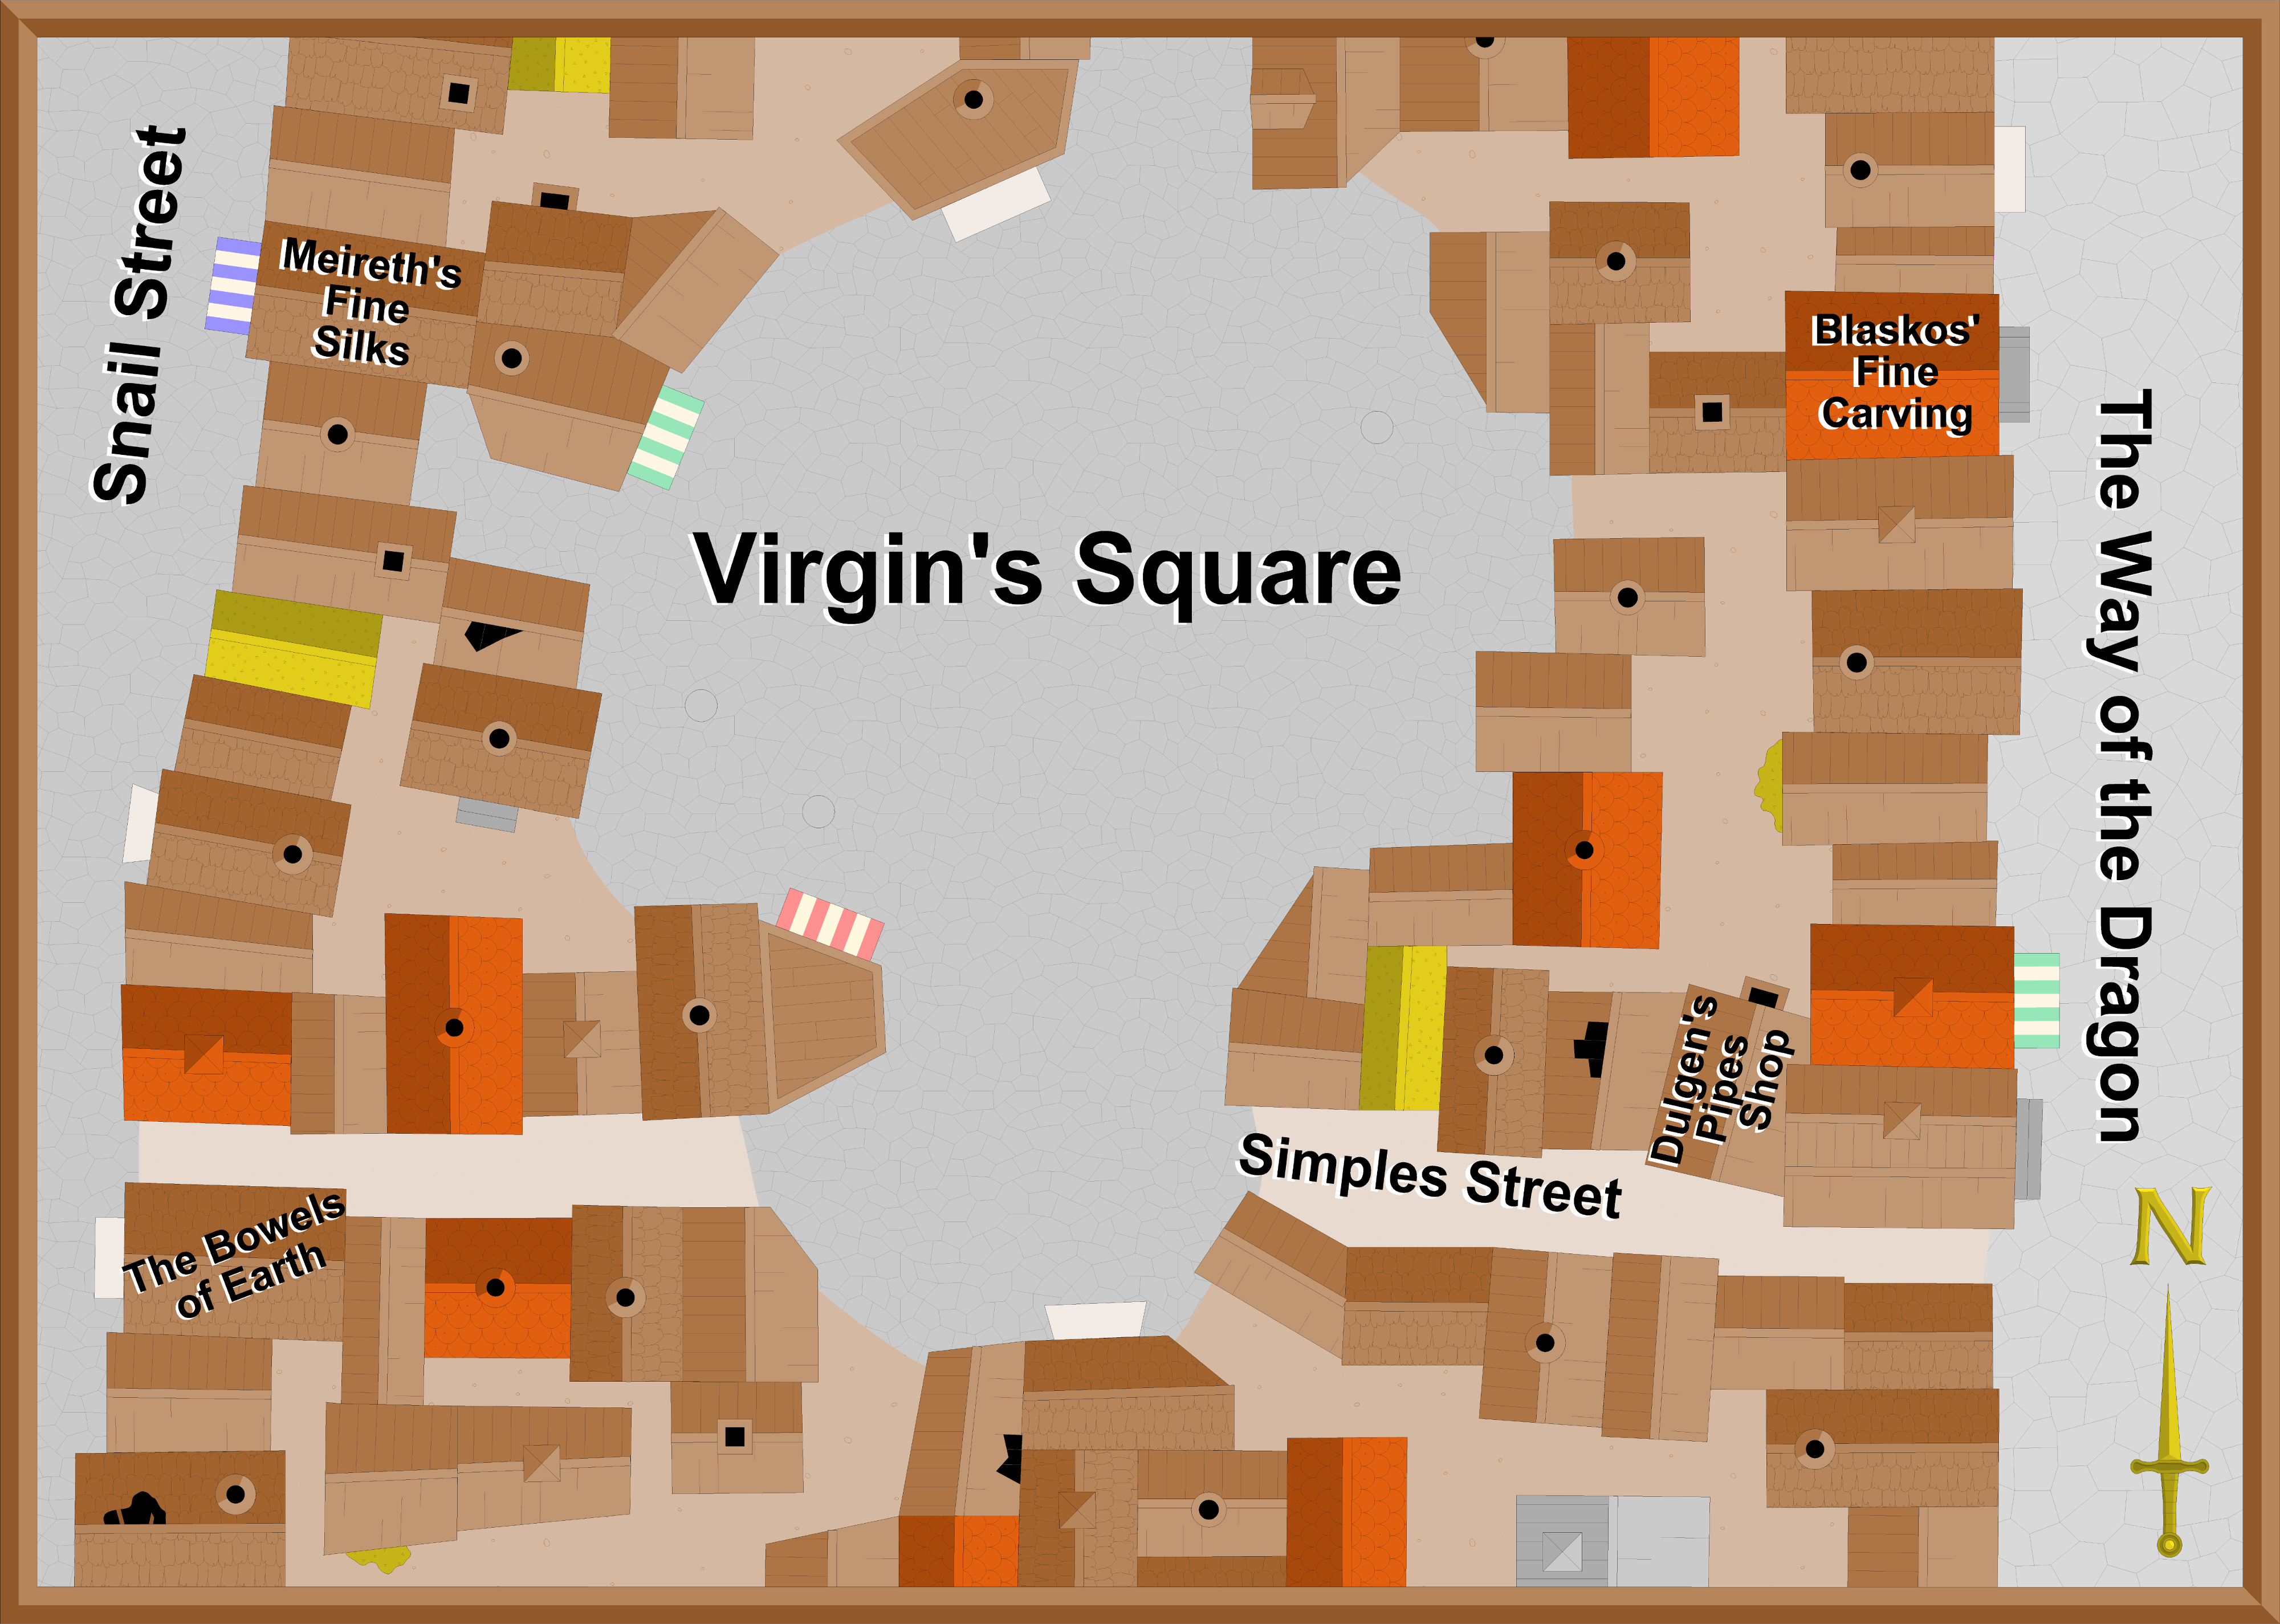 Snail Street
Meireth's
Fine
Silks
Blaskos'
Fine
Carving
Virgin's Square
The Way of the Dragon
Dulgen's
Pipes
Shop
Simples Street
The Bowels
of Earth
N